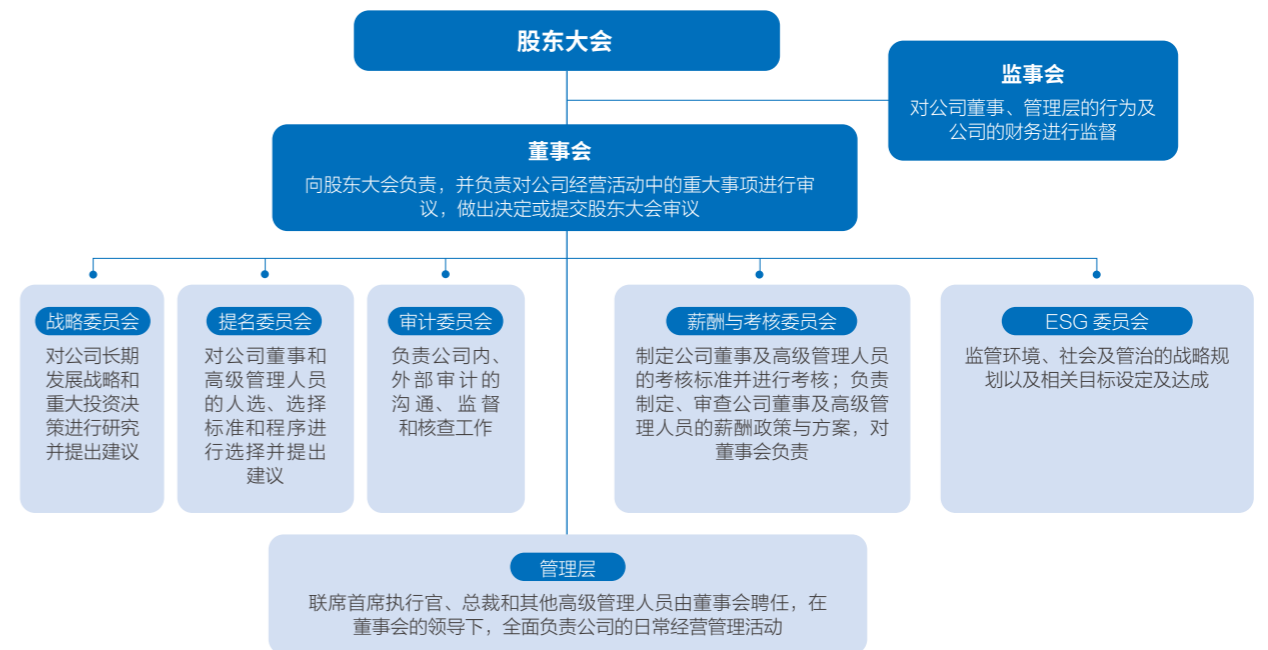 股东大会
监事会
对公司董事、管理层的行为及
公司的财务进行监督
董事会
向股东大会负责，并负责对公司经营活动中的重大事项进行审
议，做出决定或提交股东大会审议
战略委员会
对公司长期
发展战略和
重大投资决
策进行研究
并提出建议
提名委员会
对公司董事和
高级管理人员
的人选、选择
标准和程序进
行选择并提出
建议
审计委员会
负责公司内、
外部审计的
沟通、监督
和核查工作
薪酬与考核委员会
制定公司董事及高级管理人员
的考核标准并进行考核；负责
制定、审查公司董事及高级管
理人员的薪酬政策与方案，对
董事会负责
ESG 委员会
监管环境、社会及管治的战略规
划以及相关目标设定及达成
管理层
联席首席执行官、总裁和其他高级管理人员由董事会聘任，在
董事会的领导下，全面负责公司的日常经营管理活动